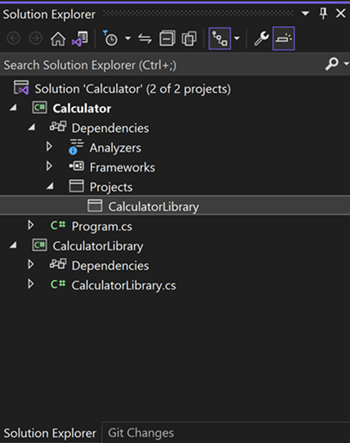 Solution Explorer
Search Solution Explorer (Ctrl+;)
Solution 'Calculator' (2 of 2 projects)
C# Calculator
Dependencies
Analyzers
Frameworks
Projects
CalculatorLibrary
C# Program.cs
C# CalculatorLibrary
Dependencies
C# CalculatorLibrary.cs
Solution Explorer Git Changes